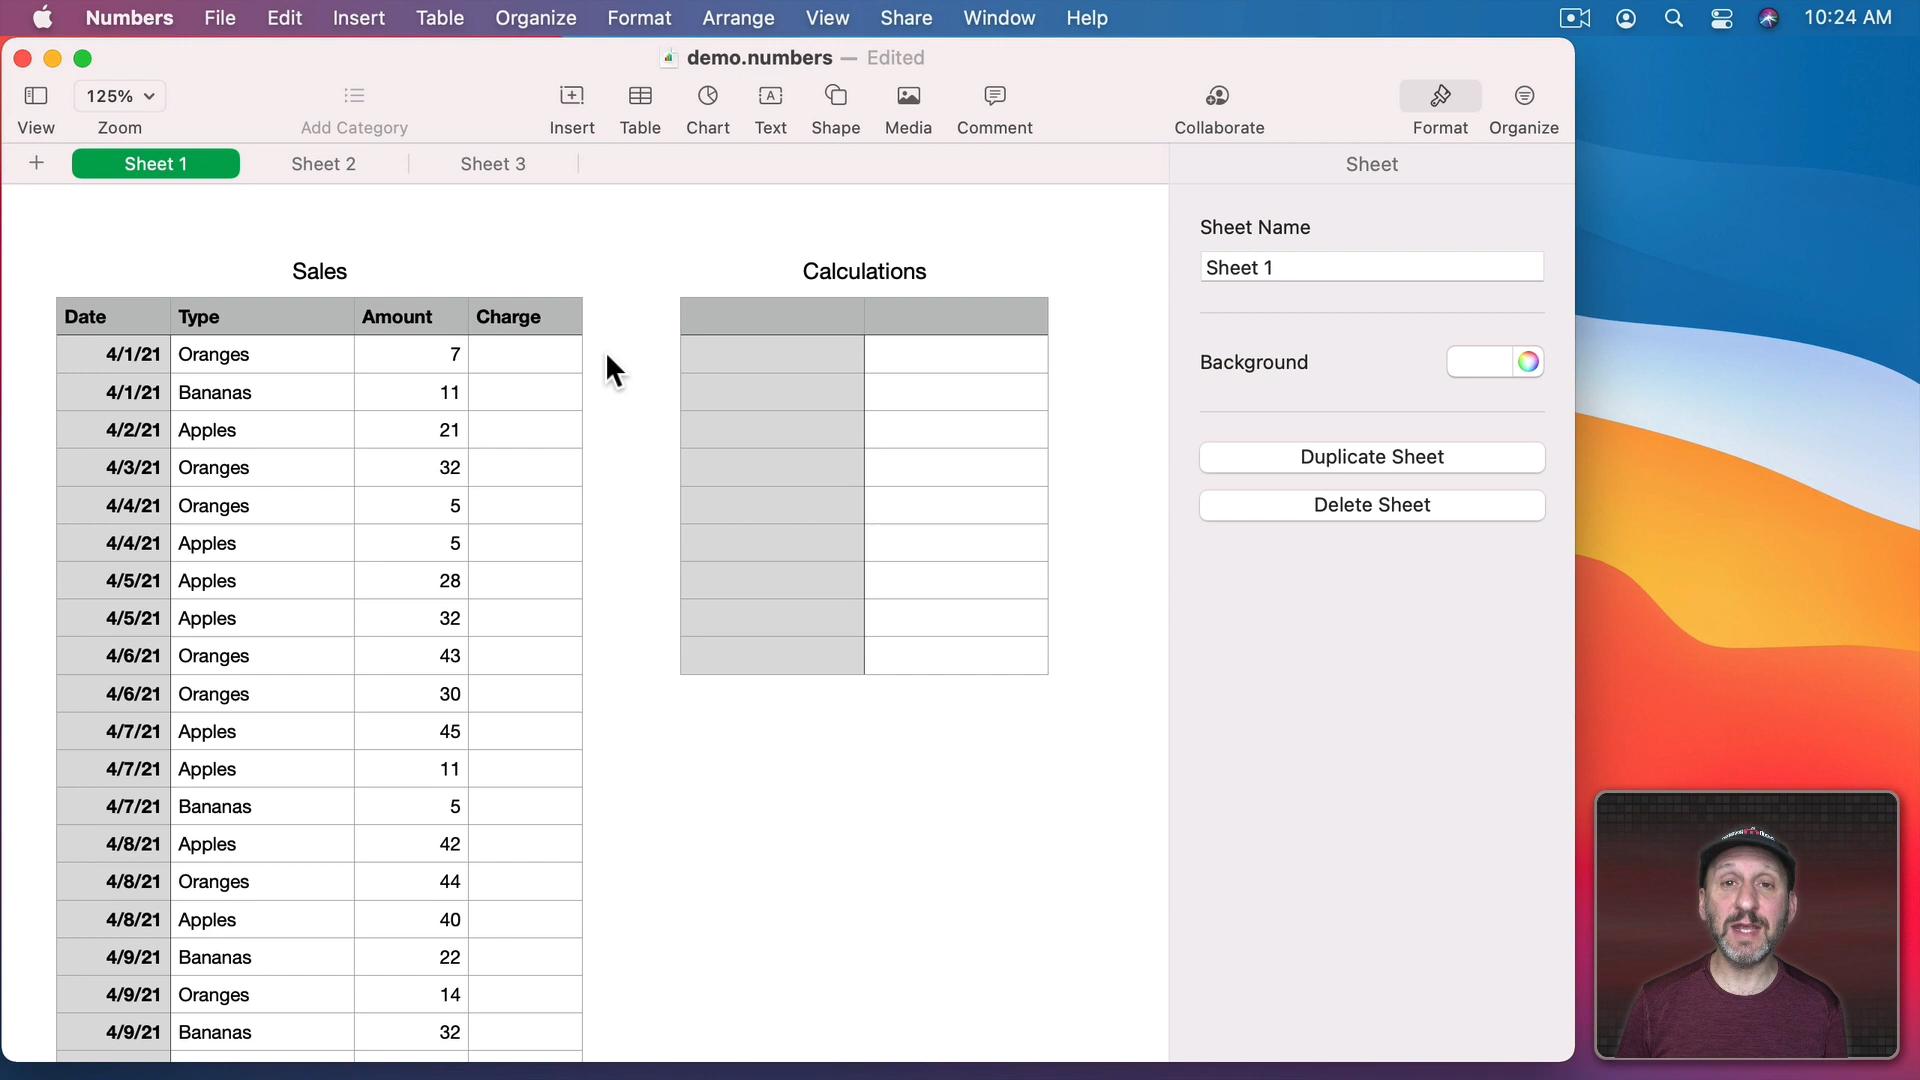 Numbers File Edit Insert Table Organize Format Arrange View Share Window Help 10:24 AM
demo.numbers — Edited
125%
View Zoom Add Category Insert Table Chart Text Shape Media Comment Collaborate Format Organize
+ Sheet 1 Sheet 2 Sheet 3 Sheet
Sheet Name
Sheet 1
Background
Duplicate Sheet
Delete Sheet
Sales
Date Type Amount Charge
4/1/21 Oranges 7
4/1/21 Bananas 11
4/2/21 Apples 21
4/3/21 Oranges 32
4/4/21 Oranges 5
4/4/21 Apples 5
4/5/21 Apples 28
4/5/21 Apples 32
4/6/21 Oranges 43
4/6/21 Oranges 30
4/7/21 Apples 45
4/7/21 Apples 11
4/7/21 Bananas 5
4/8/21 Apples 42
4/8/21 Oranges 44
4/8/21 Apples 40
4/9/21 Bananas 22
4/9/21 Oranges 14
4/9/21 Bananas 32
Calculations